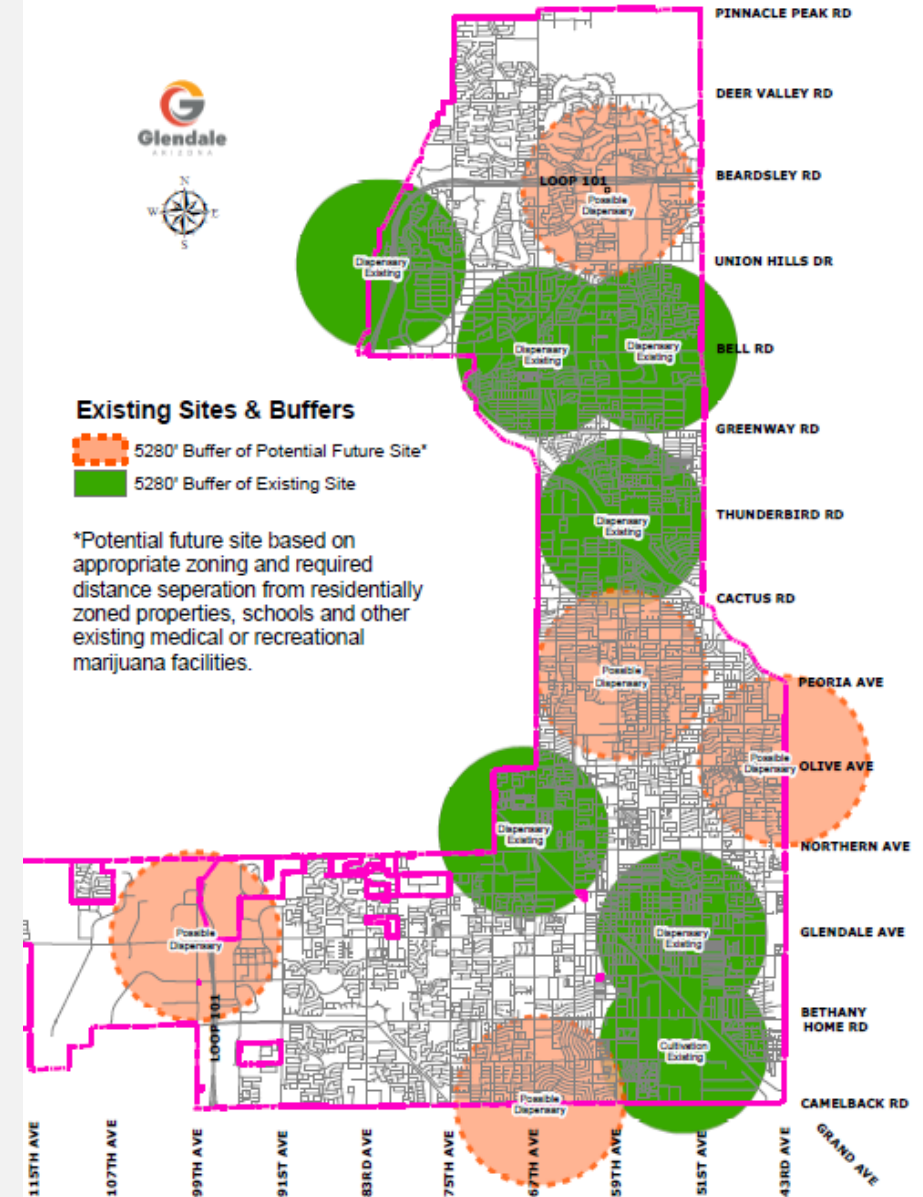 PINNACLE PEAK RD
DEER VALLEY RD
Glendale
ARIZONA
N
W
E
S
LOOP 101
BEARDSLEY RD
Possible
Dispensary
UNION HILLS DR
Dispensary
Existing
Dispensary
Existing
Dispensary
Existing
BELL RD
Existing Sites & Buffers
5280' Buffer of Potential Future Site*
5280' Buffer of Existing Site
GREENWAY RD
*Potential future site based on
appropriate zoning and required
distance seperation from residentially
zoned properties, schools and other
existing medical or recreational
marijuana facilities.
Dispensary
Existing
THUNDERBIRD RD
CACTUS RD
Possible
Dispensary
PEORIA AVE
Possible
Dispensary
OLIVE AVE
Dispensary
Existing
NORTHERN AVE
Possible
Dispensary
Dispensary
Existing
GLENDALE AVE
LOOP 101
BETHANY
HOME RD
Cultivation
Existing
Possible
Dispensary
CAMELBACK RD
115TH AVE
107TH AVE
99TH AVE
91ST AVE
83RD AVE
75TH AVE
67TH AVE
59TH AVE
51ST AVE
43RD AVE
GRAND AVE